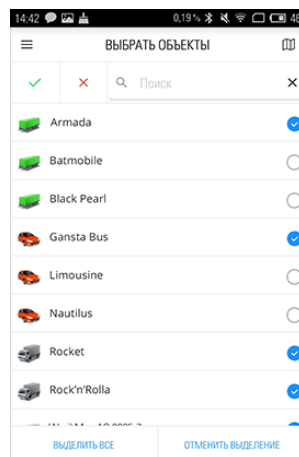 14:42 0,19% 46
ВЫБРАТЬ ОБЪЕКТЫ
Поиск
Armada
Batmobile
Black Pearl
Gansta Bus
Limousine
Nautilus
Rocket
Rock'n'Rolla
ВЫДЕЛИТЬ ВСЕ
ОТМЕНИТЬ ВЫДЕЛЕНИЕ